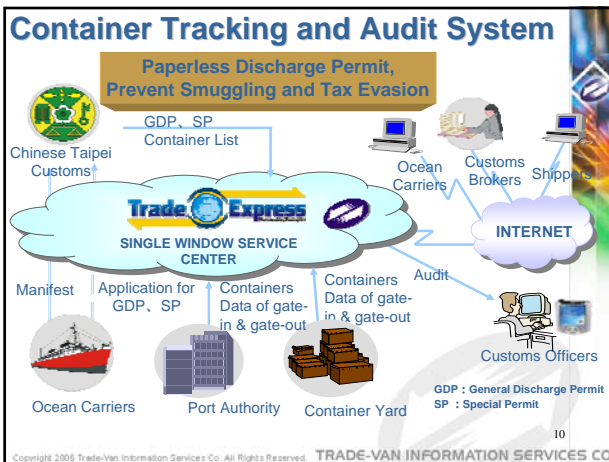 Container Tracking and Audit System
Paperless Discharge Permit,
Prevent Smuggling and Tax Evasion
GDP、SP
Container List
Chinese Taipei
Customs
Ocean
Carriers
Customs
Brokers
Shippers
Trade Express
SINGLE WINDOW SERVICE
CENTER
INTERNET
Manifest
Application for
GDP、SP
Containers
Data of gate-
in & gate-out
Containers
Data of gate-
in & gate-out
Audit
Ocean Carriers
Port Authority
Container Yard
Customs Officers
GDP：General Discharge Permit
SP ：Special Permit
10
Copyright 2006 Trade-Van Information Services Co. All Rights Reserved.
TRADE-VAN INFORMATION SERVICES CO